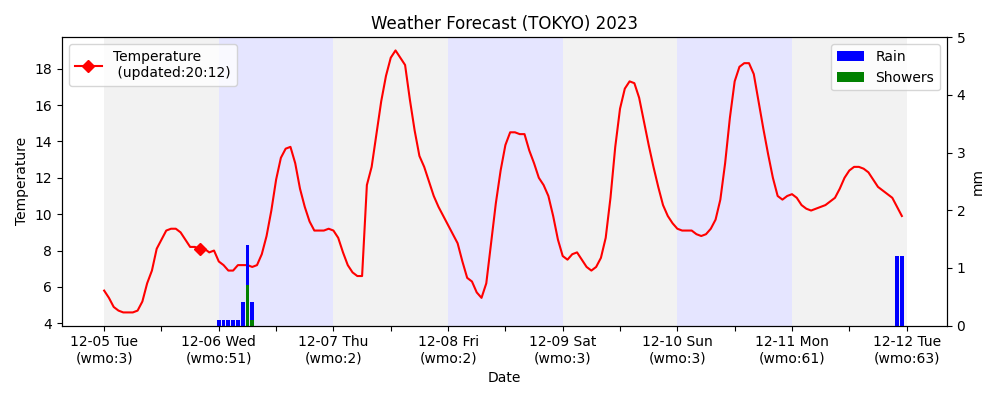 Weather Forecast (TOKYO) 2023
Temperature
(updated:20:12)
Rain
Showers
Temperature
18
16
14
12
10
8
6
4
5
4
3
2
1
0
mm
12-05 Tue
(wmo:3)
12-06 Wed
(wmo:51)
12-07 Thu
(wmo:2)
12-08 Fri
(wmo:2)
12-09 Sat
(wmo:3)
12-10 Sun
(wmo:3)
12-11 Mon
(wmo:61)
12-12 Tue
(wmo:63)
Date